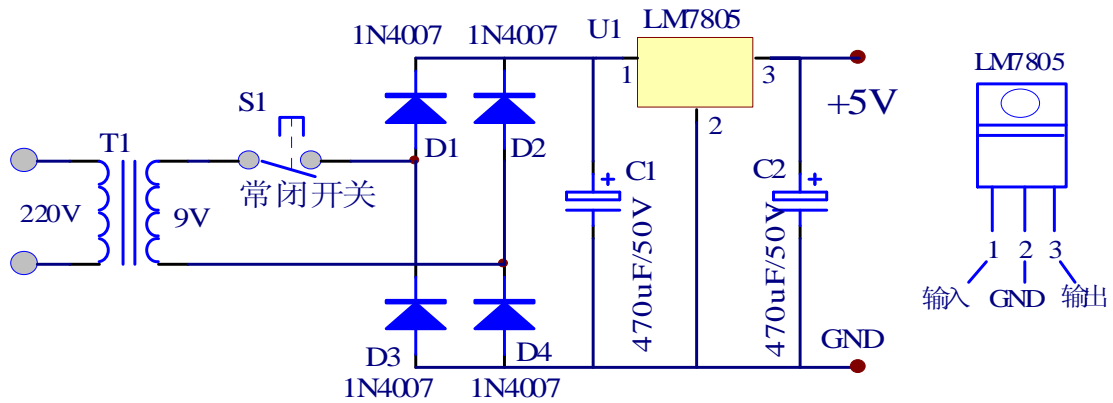 1N4007
1N4007
U1
LM7805
1
3
2
+5V
S1
D1
D2
T1
常闭开关
220V
9V
C1
470uF/50V
C2
470uF/50V
D3
D4
1N4007
1N4007
GND
LM7805
1
2
3
输入
GND
输出